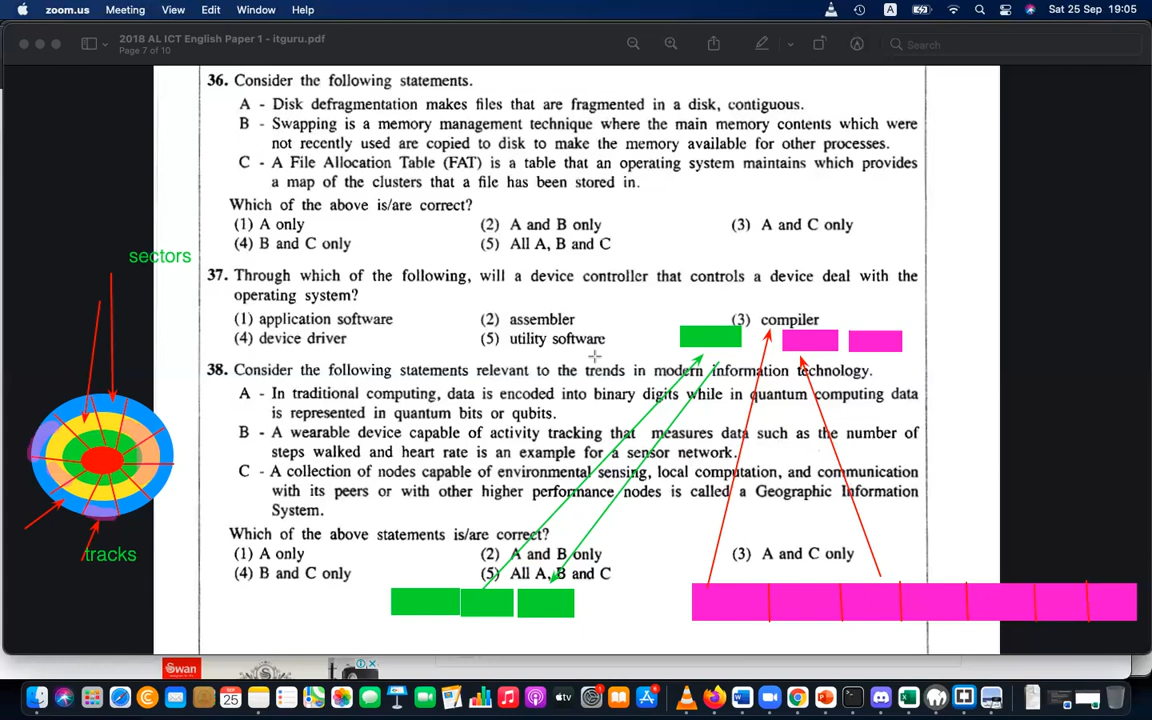 zoom.us Meeting View Edit Window Help
A Sat 25 Sep 19:05
2018 AL ICT English Paper 1 - itguru.pdf
Page 7 of 10
Search
36. Consider the following statements.
A - Disk defragmentation makes files that are fragmented in a disk, contiguous.
B - Swapping is a memory management technique where the main memory contents which were
not recently used are copied to disk to make the memory available for other processes.
C - A File Allocation Table (FAT) is a table that an operating system maintains which provides
a map of the clusters that a file has been stored in.
Which of the above is/are correct?
(1) A only (2) A and B only (3) A and C only
(4) B and C only (5) All A, B and C
sectors
37. Through which of the following, will a device controller that controls a device deal with the
operating system?
(1) application software (2) assembler (3) compiler
(4) device driver (5) utility software
38. Consider the following statements relevant to the trends in modern information technology.
A - In traditional computing, data is encoded into binary digits while in quantum computing data
is represented in quantum bits or qubits.
B - A wearable device capable of activity tracking that measures data such as the number of
steps walked and heart rate is an example for a sensor network.
C - A collection of nodes capable of environmental sensing, local computation, and communication
with its peers or with other higher performance nodes is called a Geographic Information
System.
Which of the above statements is/are correct?
tracks
(1) A only (2) A and B only (3) A and C only
(4) B and C only (5) All A, B and C
Swan
SEP
25
tv